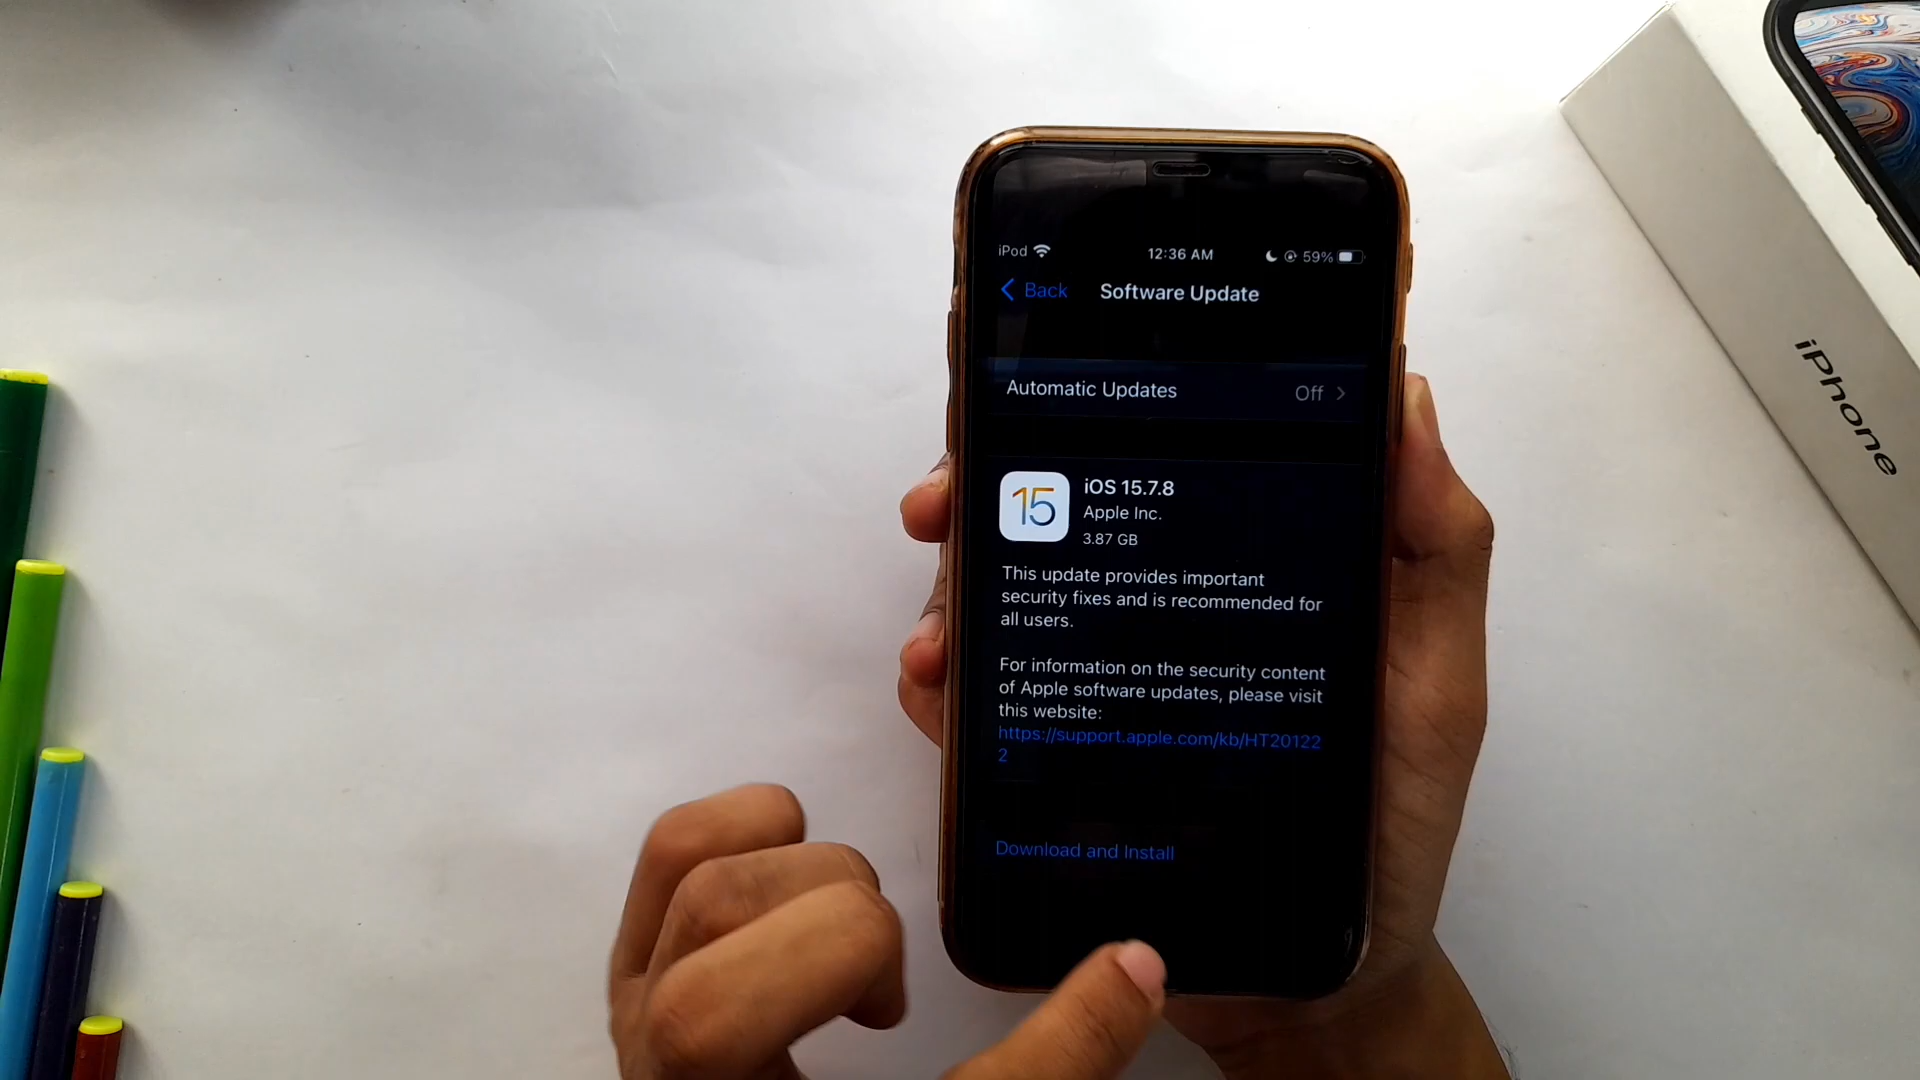 iPod
12:36 AM
59%
Back
Software Update
Automatic Updates
Off
15
iOS 15.7.8
Apple Inc.
3.87 GB
This update provides important
security fixes and is recommended for
all users.
For information on the security content
of Apple software updates, please visit
this website:
https://support.apple.com/kb/HT20122
2
Download and Install
iPhone